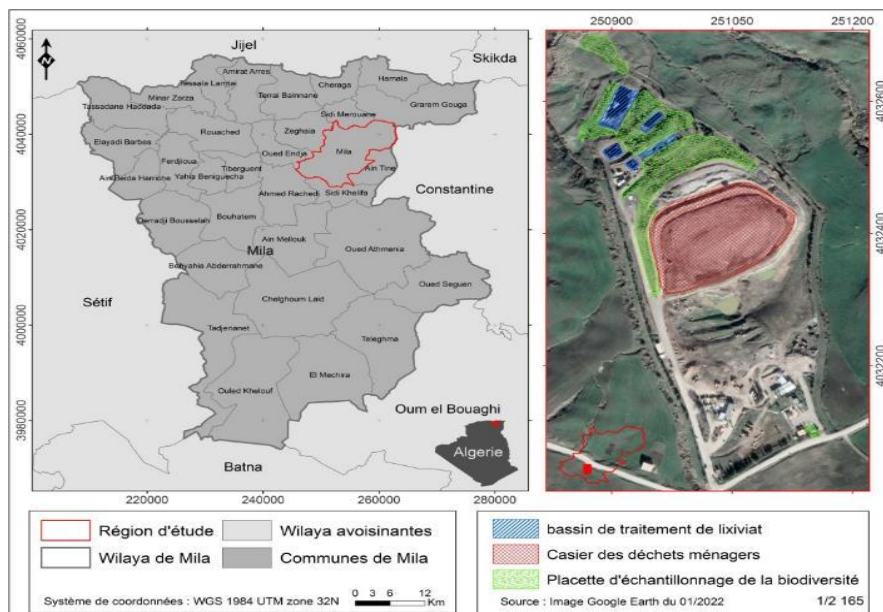 250900 251050 251200
4060000
4040000
4020000
4000000
3980000
N
Jijel
Skikda
Amirat Arres
Tessala Lamtai
Cheraga
Hamala
Minar Zarza
Terrai Bainnane
Tassadane Haddada
Grarem Gouga
Sidi Merouane
Rouached
Zeghaia
Elayadi Barbes
Oued Endja
Mila
Ferdjioua
Tiberguent
Ain Tine
Ain Beida Harriche
Yahia Beniguecha
Ahmed Rachedi
Sidi Khelifa
Constantine
Derradji Bousselah
Bouhatem
Ain Mellouk
Oued Athmenia
Mila
Benyahia Abderrahmane
Oued Seguen
Sétif
Chelghoum Laid
Tadjenanet
Teleghma
El Mechira
Ouled Khelouf
Oum el Bouaghi
Batna
Algerie
220000 240000 260000 280000
4032600
4032400
4032200
Région d'étude
Wilaya avoisinantes
Wilaya de Mila
Communes de Mila
Système de coordonnées : WGS 1984 UTM zone 32N
0 3 6 12
Km
bassin de traitement de lixiviat
Casier des déchets ménagers
Placette d'échantillonnage de la biodiversité
Source : Image Google Earth du 01/2022
1/2 165